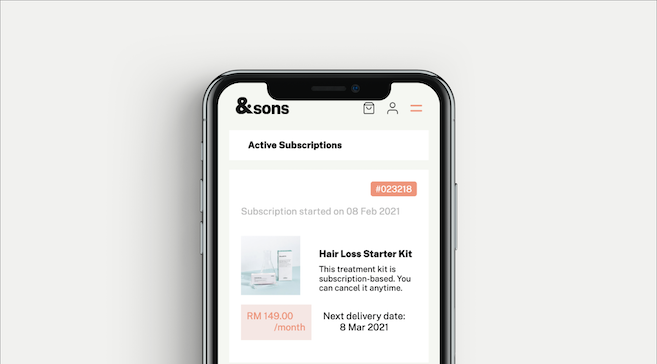 &sons
Active Subscriptions
#023218
Subscription started on 08 Feb 2021
Hair Loss Starter Kit
This treatment kit is
subscription-based. You
can cancel it anytime.
RM 149.00
/month
Next delivery date:
8 Mar 2021